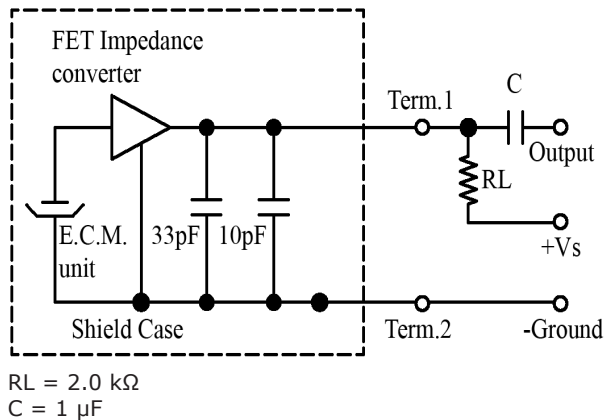 FET Impedance
converter
Term.1
C
Output
RL
+Vs
E.C.M.
unit
33pF
10pF
Shield Case
Term.2
-Ground
RL = 2.0 kΩ
C = 1 µF